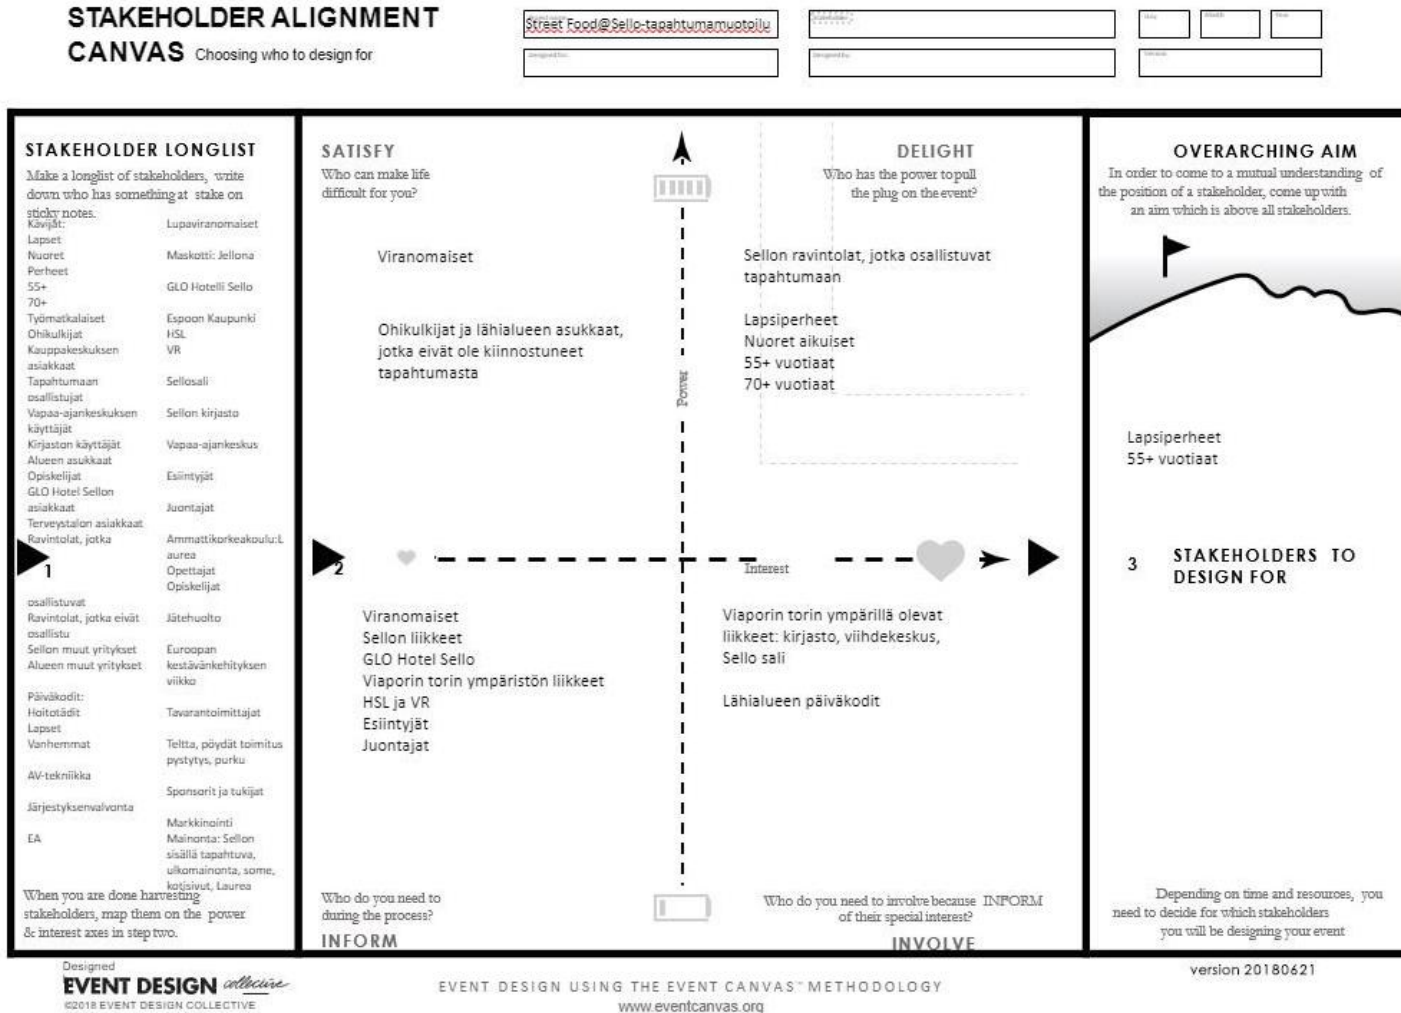 STAKEHOLDER ALIGNMENT
CANVAS Choosing who to design for
Street Food@Sello-tapahtumamuotoilu
STAKEHOLDER LONGLIST
Make a longlist of stakeholders, write
down who has something at stake on
sticky notes.
Kävijät:
Lapset
Nuoret
Perheet
55+
70+
Työmatkalaiset
Ohikulkijat
Kauppakeskuksen
asiakkaat
Tapahtumaan
osallistujat
Vapaa-ajankeskuksen
käyttäjät
Kirjaston käyttäjät
Alueen asukkaat
Opiskelijat
GLO Hotel Sellon
asiakkaat
Terveystalon asiakkaat
Ravintolat, jotka
osallistuvat
Ravintolat, jotka eivät
osallistu
Sellon muut yritykset
Alueen muut yritykset
Päiväkodit:
Hoitotädit
Lapset
Vanhemmat
AV-tekniikka
Järjestyksenvalvonta
EA
Lupaviranomaiset
Maskotti: Jellona
GLO Hotelli Sello
Espoon Kaupunki
HSL
VR
Sellosali
Sellon kirjasto
Vapaa-ajankeskus
Esiintyjät
Juontajat
Ammattikorkeakoulu:L
aurea
Opettajat
Opiskelijat
Jätehuolto
Euroopan
kestävänkehityksen
viikko
Tavarantoimittajat
Teltta, pöydät toimitus
pystytys, purku
Sponsorit ja tukijat
Markkinointi
Mainonta: Sellon
sisällä tapahtuva,
ulkomainonta, some,
kotisivut, Laurea
When you are done harvesting
stakeholders, map them on the power
& interest axes in step two.
1
SATISFY
Who can make life
difficult for you?
Viranomaiset
Ohikulkijat ja lähialueen asukkaat,
jotka eivät ole kiinnostuneet
tapahtumasta
DELIGHT
Who has the power to pull
the plug on the event?
Sellon ravintolat, jotka osallistuvat
tapahtumaan
Lapsiperheet
Nuoret aikuiset
55+ vuotiaat
70+ vuotiaat
Power
2
Interest
Viranomaiset
Sellon liikkeet
GLO Hotel Sello
Viaporin torin ympäristön liikkeet
HSL ja VR
Esiintyjät
Juontajat
Who do you need to
during the process?
INFORM
Viaporin torin ympärillä olevat
liikkeet: kirjasto, viihdekeskus,
Sello sali
Lähialueen päiväkodit
Who do you need to involve because INFORM
of their special interest?
INVOLVE
OVERARCHING AIM
In order to come to a mutual understanding of
the position of a stakeholder, come up with
an aim which is above all stakeholders.
Lapsiperheet
55+ vuotiaat
3 STAKEHOLDERS TO
DESIGN FOR
Depending on time and resources, you
need to decide for which stakeholders
you will be designing your event
Designed
EVENT DESIGN collective
©2018 EVENT DESIGN COLLECTIVE
EVENT DESIGN USING THE EVENT CANVAS™ METHODOLOGY
www.eventcanvas.org
version 20180621